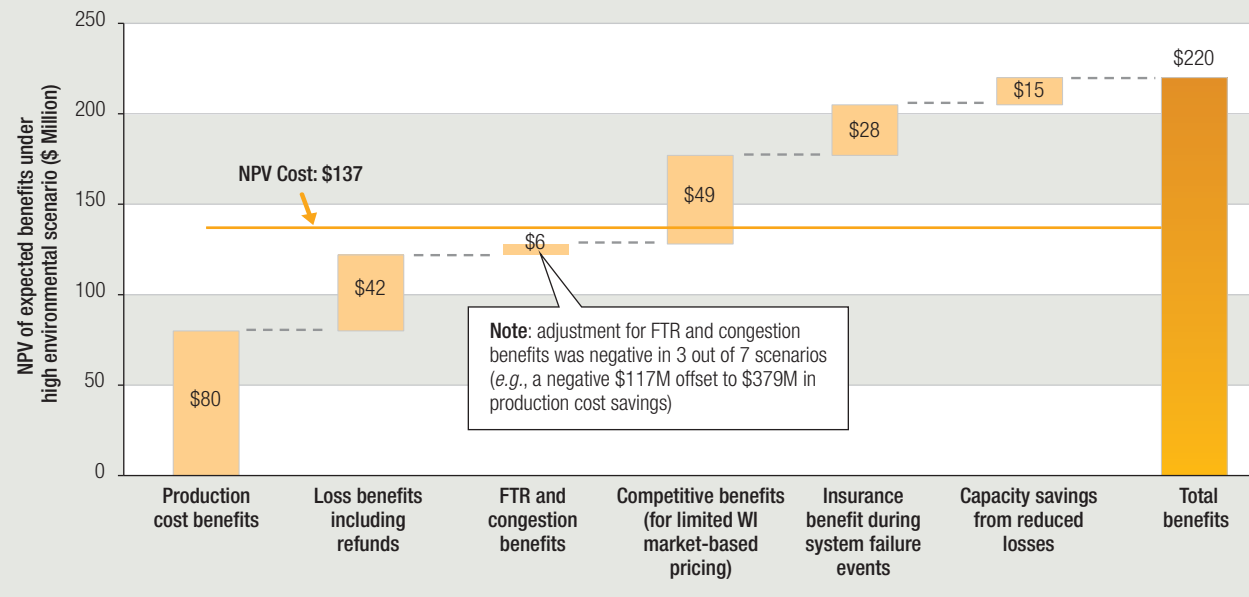 NPV of expected benefits under
high environmental scenario ($ Million)
250
200
150
100
50
0
NPV Cost: $137
$80
$42
$6
$49
$28
$15
$220
Note: adjustment for FTR and congestion
benefits was negative in 3 out of 7 scenarios
(e.g., a negative $117M offset to $379M in
production cost savings)
Production
cost benefits
Loss benefits
including
refunds
FTR and
congestion
benefits
Competitive benefits
(for limited WI
market-based
pricing)
Insurance
benefit during
system failure
events
Capacity savings
from reduced
losses
Total
benefits